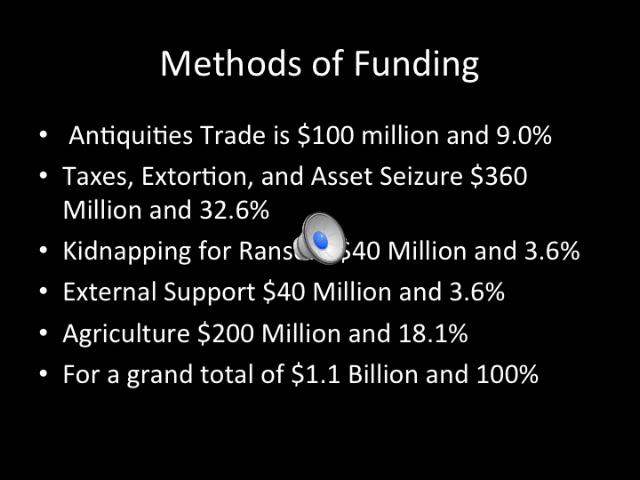 Methods of Funding
• Antiquities Trade is $100 million and 9.0%
• Taxes, Extortion, and Asset Seizure $360
Million and 32.6%
• Kidnapping for $40 Million and 3.6%
• External Support $40 Million and 3.6%
• Agriculture $200 Million and 18.1%
• For a grand total of $1.1 Billion and 100%